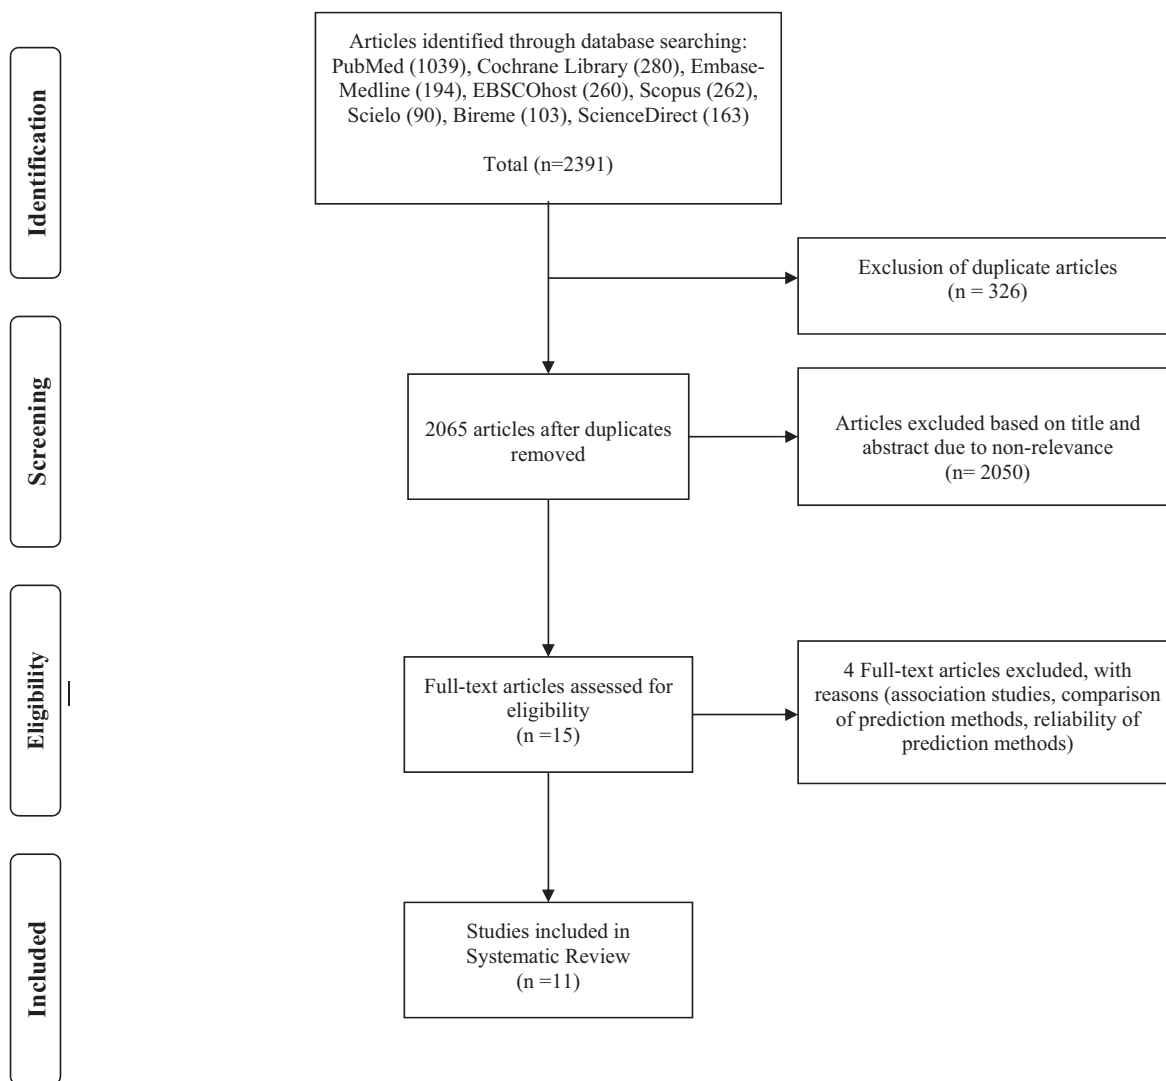 Identification
Articles identified through database searching:
PubMed (1039), Cochrane Library (280), Embase-
Medline (194), EBSCOhost (260), Scopus (262),
Scielo (90), Bireme (103), ScienceDirect (163)
Total (n=2391)
Exclusion of duplicate articles
(n = 326)
Screening
2065 articles after duplicates
removed
Articles excluded based on title and
abstract due to non-relevance
(n= 2050)
Eligibility
Full-text articles assessed for
eligibility
(n =15)
4 Full-text articles excluded, with
reasons (association studies, comparison
of prediction methods, reliability of
prediction methods)
Included
Studies included in
Systematic Review
(n =11)